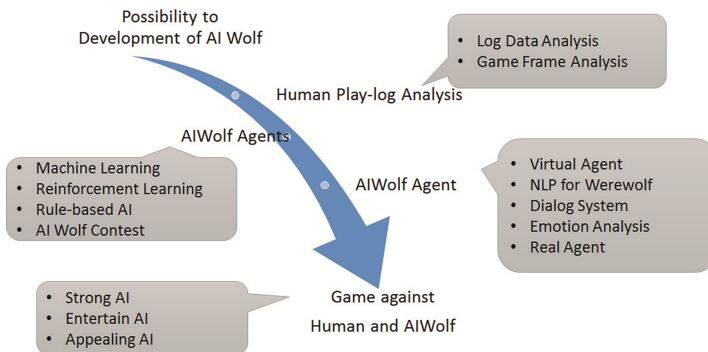 Possibility to
Development of AI Wolf
• Log Data Analysis
• Game Frame Analysis
Human Play-log Analysis
AIWolf Agents
• Machine Learning
• Reinforcement Learning
• Rule-based AI
• AI Wolf Contest
AIWolf Agent
• Virtual Agent
• NLP for Werewolf
• Dialog System
• Emotion Analysis
• Real Agent
• Strong AI
• Entertain AI
• Appealing AI
Game against
Human and AIWolf